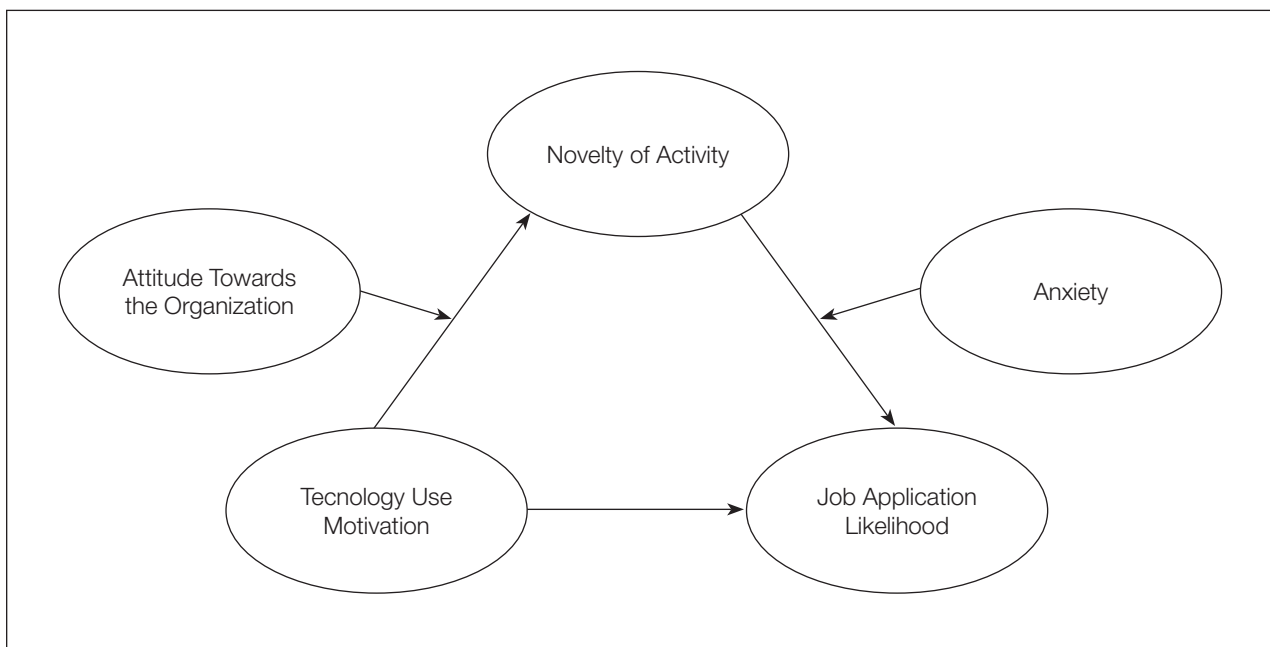 Novelty of Activity
Attitude Towards
the Organization
Anxiety
Tecnology Use
Motivation
Job Application
Likelihood